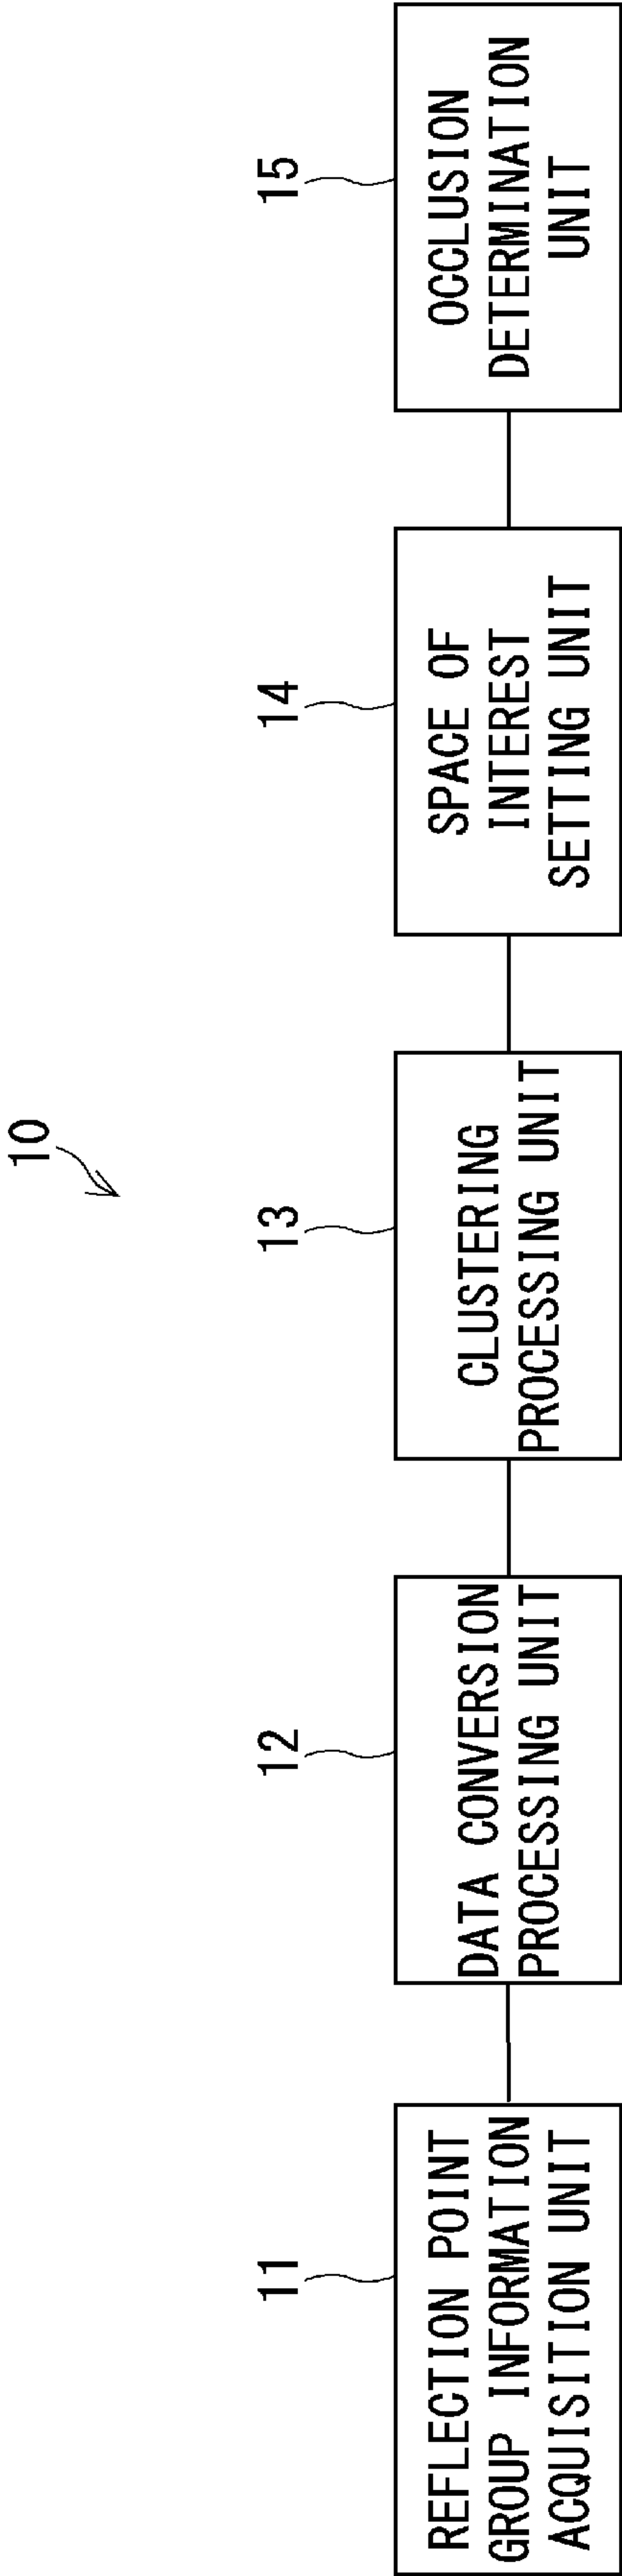 10
11
REFLECTION POINT
GROUP INFORMATION
ACQUISITION UNIT
12
DATA CONVERSION
PROCESSING UNIT
13
CLUSTERING
PROCESSING UNIT
14
SPACE OF
INTEREST
SETTING UNIT
15
OCCLUSION
DETERMINATION
UNIT